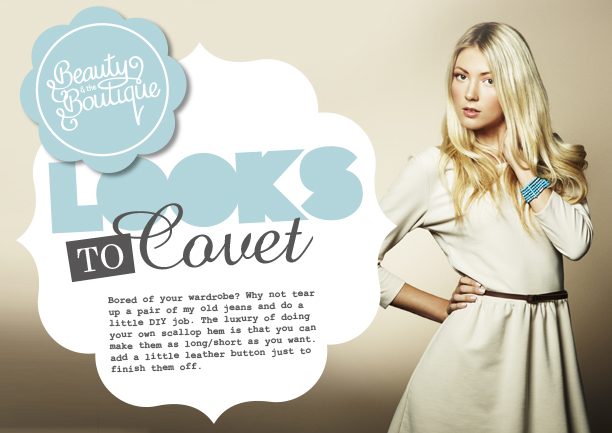 Beauty
& the
Boutique
LOOKS
TO Covet
Bored of your wardrobe? Why not tear
up a pair of my old jeans and do a
little DIY job. The luxury of doing
your own scallop hem is that you can
make them as long/short as you want.
add a little leather button just to
finish them off.